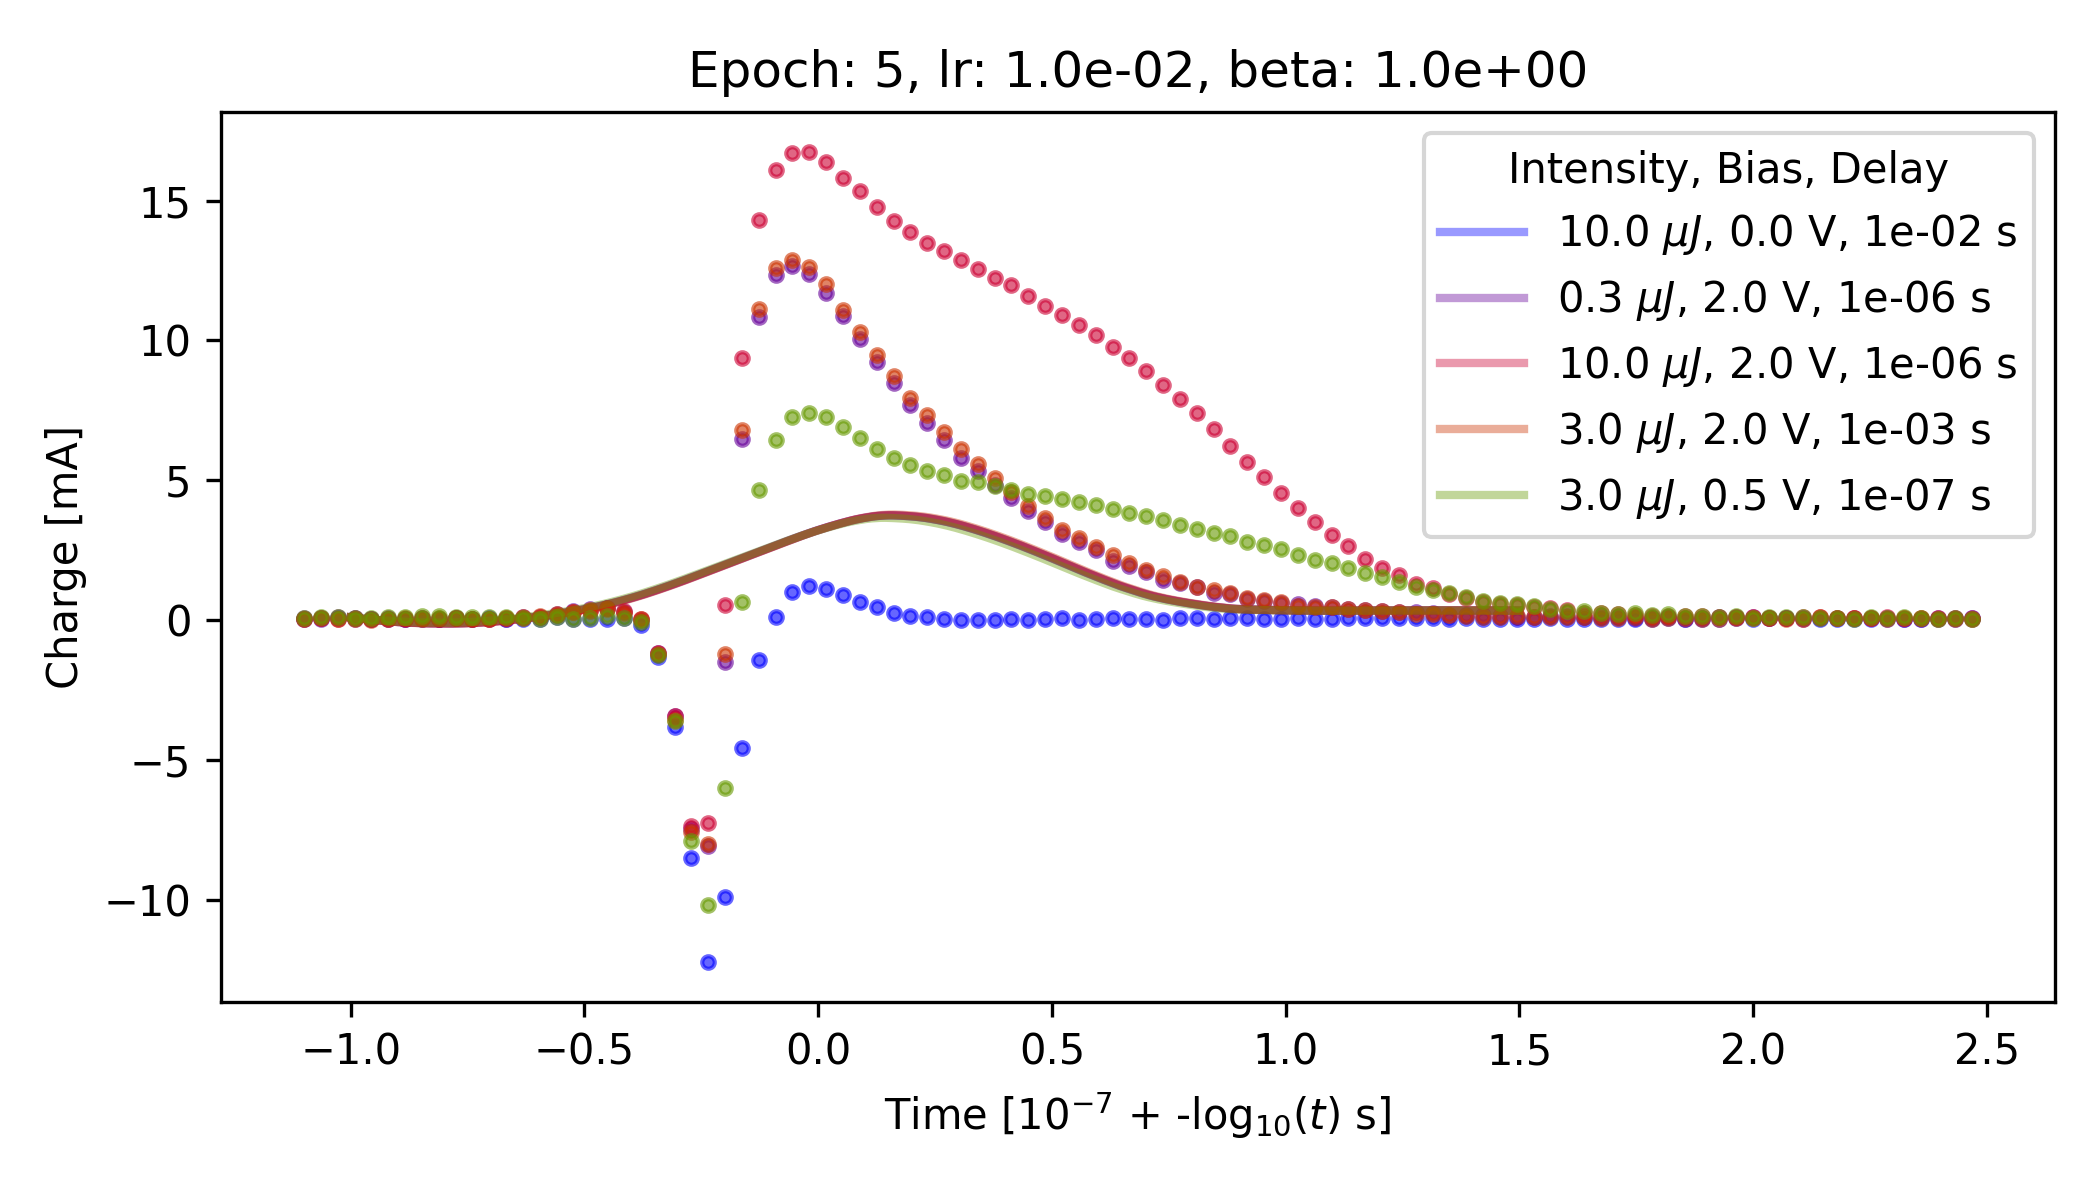 Epoch: 5, lr: 1.0e-02, beta: 1.0e+00
Intensity, Bias, Delay
10.0 μJ, 0.0 V, 1e-02 s
0.3 μJ, 2.0 V, 1e-06 s
10.0 μJ, 2.0 V, 1e-06 s
3.0 μJ, 2.0 V, 1e-03 s
3.0 μJ, 0.5 V, 1e-07 s
Charge [mA]
15
10
5
0
−5
−10
−1.0 −0.5 0.0 0.5 1.0 1.5 2.0 2.5
Time [10⁻⁷ + -log₁₀(t) s]